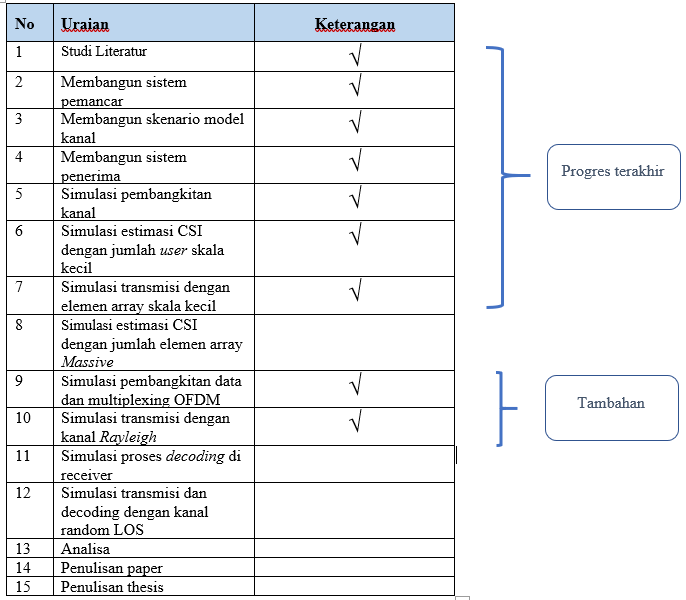 No Uraian Keterangan
1 Studi Literatur √
2 Membangun sistem √
pemancar
3 Membangun skenario model √
kanal
4 Membangun sistem √
penerima
5 Simulasi pembangkitan √
kanal
6 Simulasi estimasi CSI √
dengan jumlah user skala
kecil
7 Simulasi transmisi dengan √
elemen array skala kecil
8 Simulasi estimasi CSI
dengan jumlah elemen array
Massive
9 Simulasi pembangkitan data √
dan multiplexing OFDM
10 Simulasi transmisi dengan √
kanal Rayleigh
11 Simulasi proses decoding di
receiver
12 Simulasi transmisi dan
decoding dengan kanal
random LOS
13 Analisa
14 Penulisan paper
15 Penulisan thesis
Progres terakhir
Tambahan